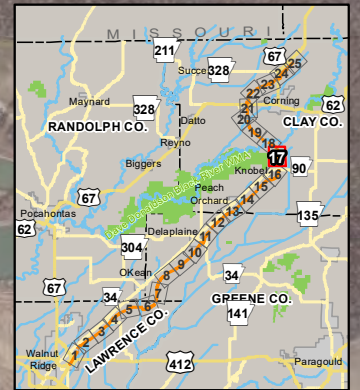 MISSOURI
211
67
Succe
328
25
24
23
22
Corning
21
62
Maynard
328
20
Datto
CLAY CO.
19
RANDOLPH CO.
18
Reyno
17
Biggers
Knobel
16
90
Dave Donaldson Black River WMA
Peach
Orchard
15
67
14
Pocahontas
13
135
62
12
Delaplaine
11
304
10
9
OKean
8
34
34
7
GREENE CO.
6
5
141
4
LAWRENCE CO.
3
2
Walnut
Ridge
1
412
Paragould